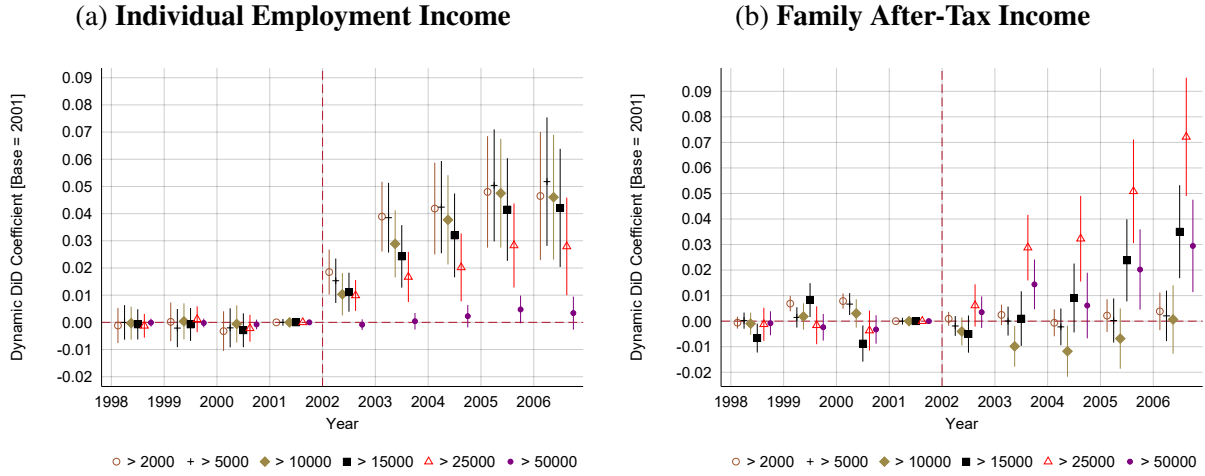 (a) Individual Employment Income
Dynamic DiD Coefficient [Base = 2001]
0.09
0.08
0.07
0.06
0.05
0.04
0.03
0.02
0.01
0.00
-0.01
-0.02
1998 1999 2000 2001 2002 2003 2004 2005 2006
Year
> 2000 > 5000 > 10000 > 15000 > 25000 > 50000
(b) Family After-Tax Income
Dynamic DiD Coefficient [Base = 2001]
0.09
0.08
0.07
0.06
0.05
0.04
0.03
0.02
0.01
0.00
-0.01
-0.02
1998 1999 2000 2001 2002 2003 2004 2005 2006
Year
> 2000 > 5000 > 10000 > 15000 > 25000 > 50000